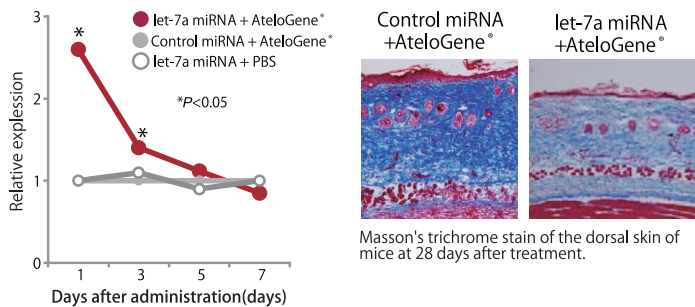 let-7a miRNA + AteloGene®
Control miRNA + AteloGene®
let-7a miRNA + PBS
*P<0.05
*
*
Relative expLession
3
2
1
0
1
3
5
7
Days after administration(days)
Control miRNA
+AteloGene®
let-7a miRNA
+AteloGene®
Masson's trichrome stain of the dorsal skin of
mice at 28 days after treatment.